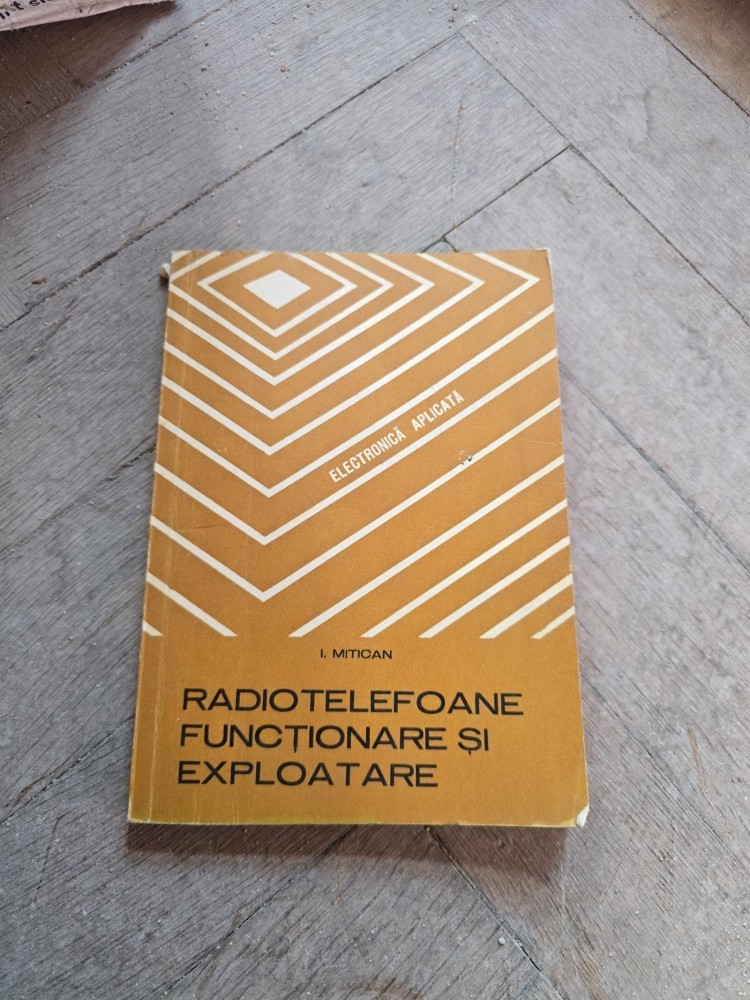 ELECTRONICĂ APLICATĂ
I. MITICAN
RADIOTELEFOANE
FUNCȚIONARE ȘI
EXPLOATARE